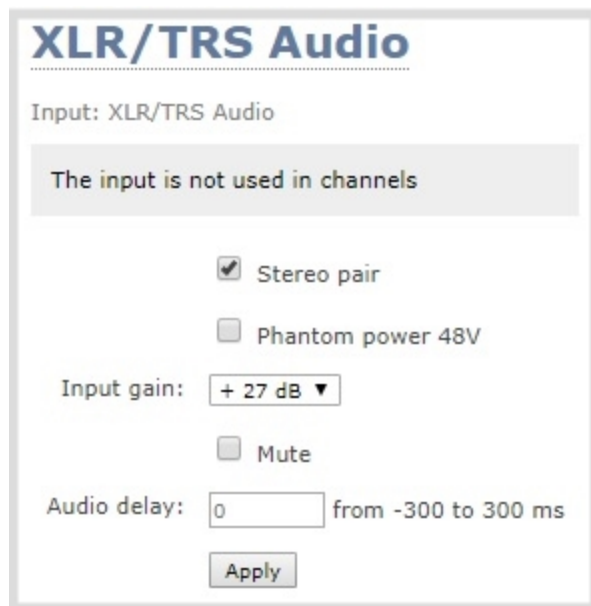 XLR/TRS Audio
Input: XLR/TRS Audio
The input is not used in channels
Stereo pair
Phantom power 48V
Input gain: + 27 dB ▼
Mute
Audio delay: 0 from -300 to 300 ms
Apply